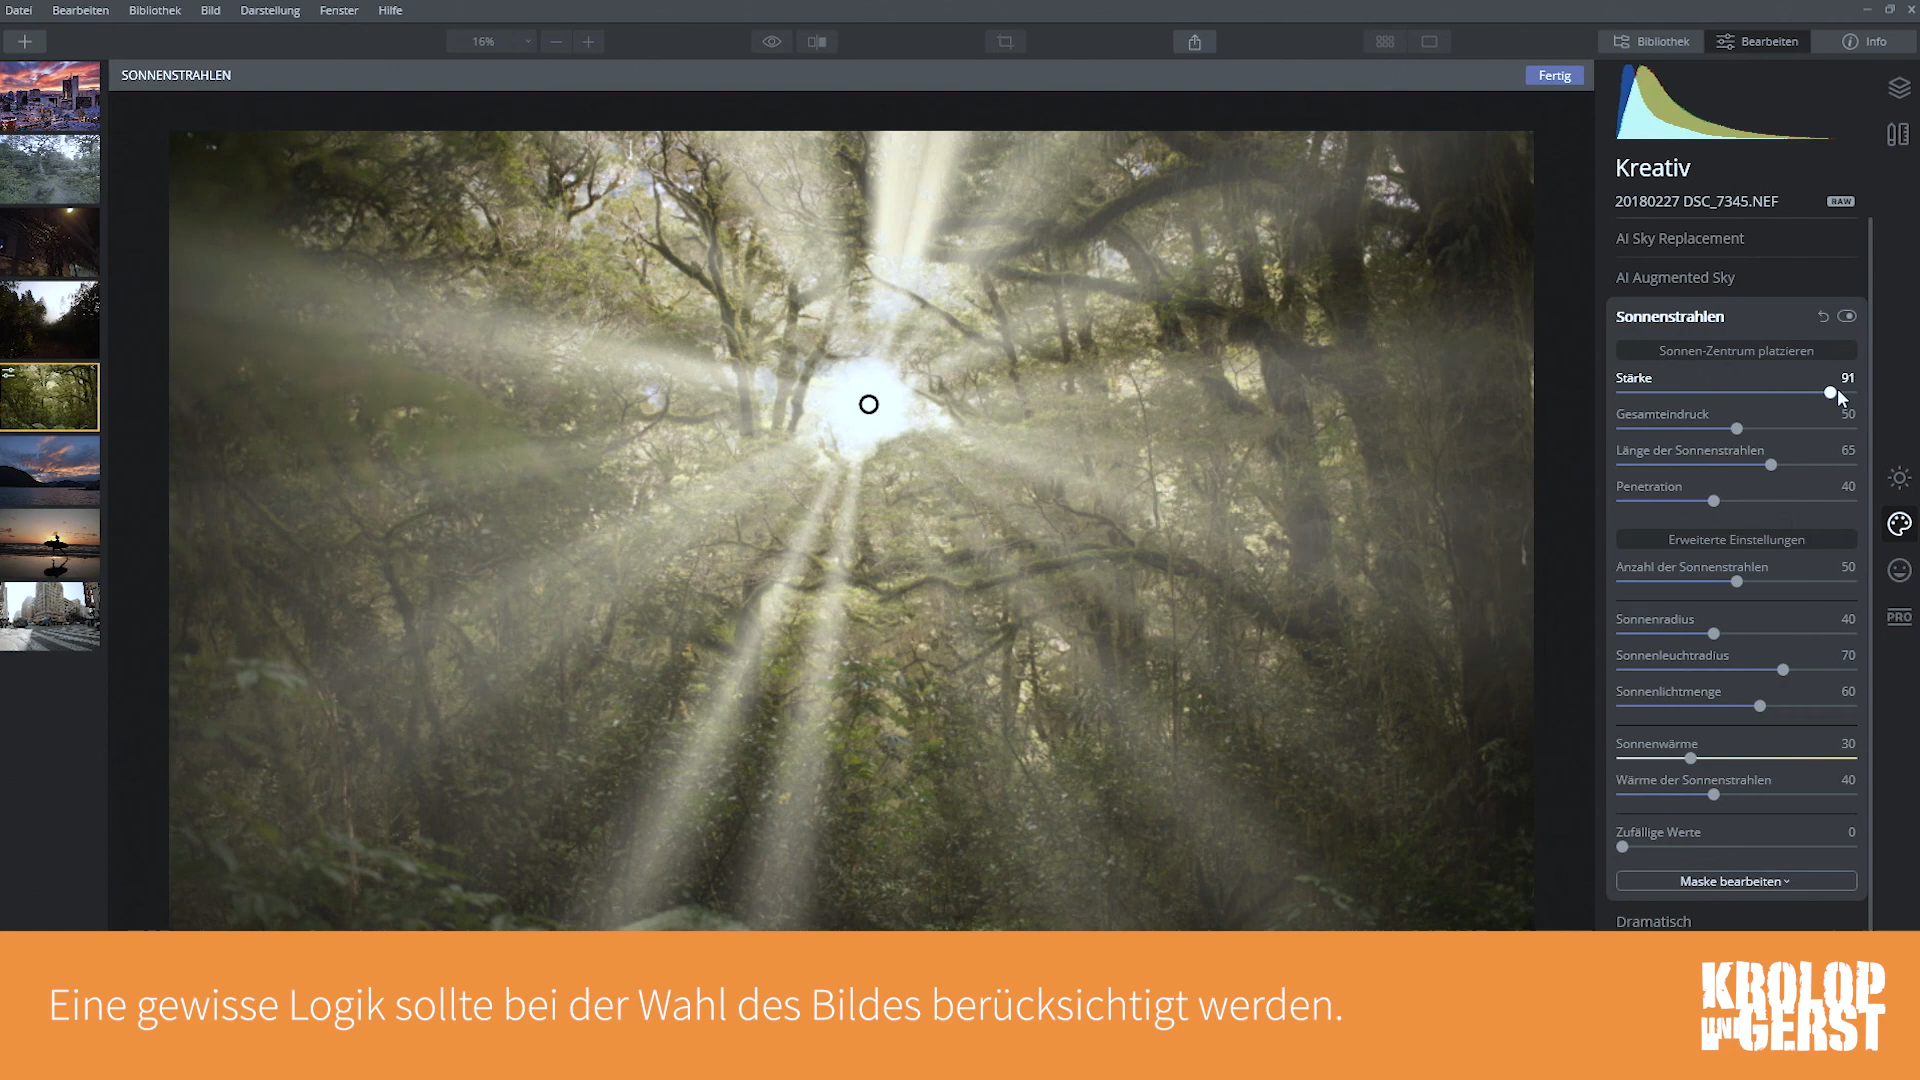 Datei Bearbeiten Bibliothek Bild Darstellung Fenster Hilfe
16%
Bibliothek Bearbeiten Info
SONNENSTRAHLEN Fertig
Kreativ
20180227 DSC_7345.NEF RAW
AI Sky Replacement
AI Augmented Sky
Sonnenstrahlen
Sonnen-Zentrum platzieren
Stärke 91
Gesamteindruck 50
Länge der Sonnenstrahlen 65
Penetration 40
Erweiterte Einstellungen
Anzahl der Sonnenstrahlen 50
Sonnenradius 40
Sonnenleuchtradius 70
Sonnenlichtmenge 60
Sonnenwärme 30
Wärme der Sonnenstrahlen 40
Zufällige Werte 0
Maske bearbeiten
Dramatisch
PRO
Eine gewisse Logik sollte bei der Wahl des Bildes berücksichtigt werden.
KROLOP
UND GERST